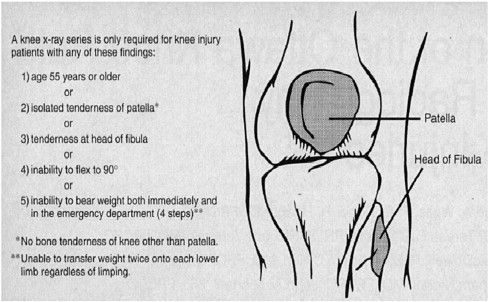 A knee x-ray series is only required for knee injury
patients with any of these findings:
1) age 55 years or older
or
2) isolated tenderness of patella*
or
3) tenderness at head of fibula
or
4) inability to flex to 90°
or
5) inability to bear weight both immediately and
in the emergency department (4 steps)**
*No bone tenderness of knee other than patella.
**Unable to transfer weight twice onto each lower
limb regardless of limping.
Patella
Head of Fibula